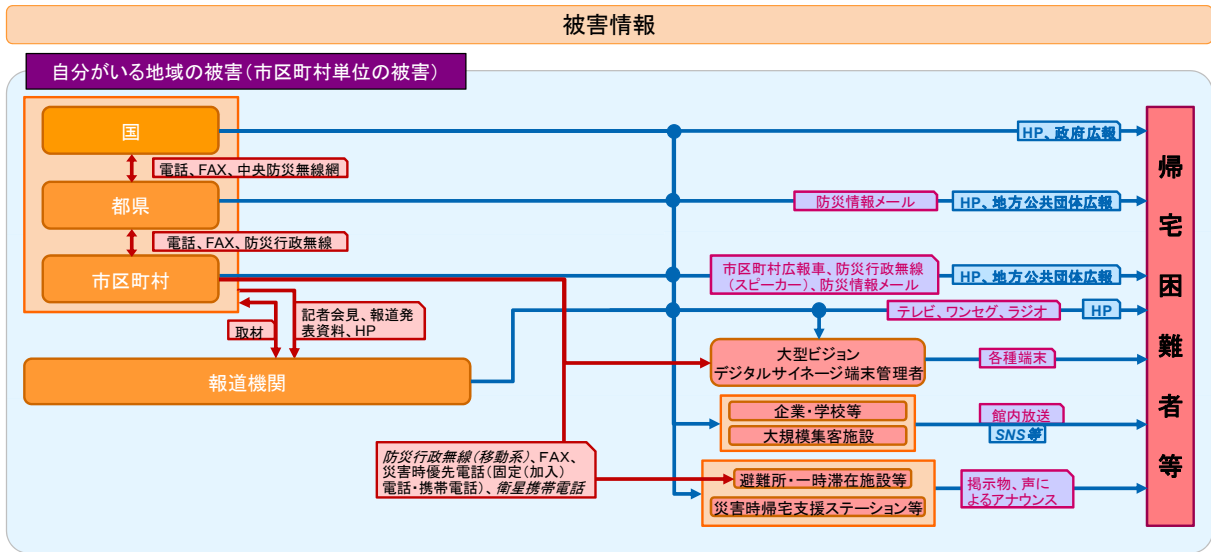 被害情報
自分がいる地域の被害(市区町村単位の被害)
国
電話、FAX、中央防災無線網
都県
電話、FAX、防災行政無線
市区町村
取材
記者会見、報道発
表資料、HP
報道機関
防災行政無線(移動系)、FAX、
災害時優先電話(固定(加入)
電話・携帯電話)、衛星携帯電話
HP、政府広報
防災情報メール
HP、地方公共団体広報
市区町村広報車、防災行政無線
(スピーカー)、防災情報メール
HP、地方公共団体広報
テレビ、ワンセグ、ラジオ
HP
大型ビジョン
デジタルサイネージ端末管理者
各種端末
企業・学校等
大規模集客施設
館内放送
SNS等
避難所・一時滞在施設等
災害時帰宅支援ステーション等
掲示物、声に
よるアナウンス
帰宅困難者等